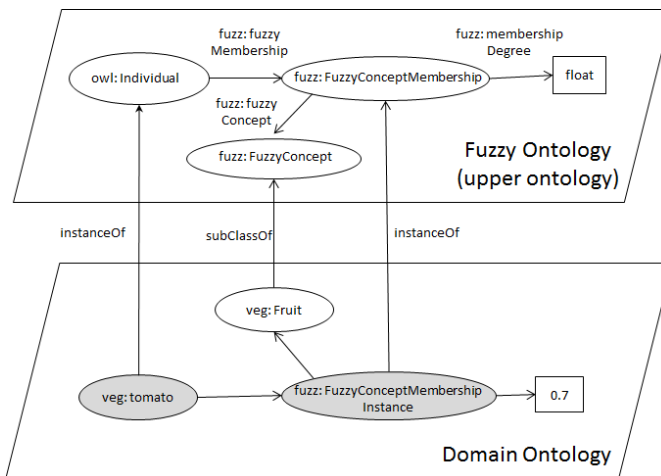 fuzz: fuzzy
Membership
fuzz: membership
Degree
owl: Individual
fuzz: FuzzyConceptMembership
float
fuzz: fuzzy
Concept
fuzz: FuzzyConcept
Fuzzy Ontology
(upper ontology)
instanceOf
subClassOf
instanceOf
veg: Fruit
veg: tomato
fuzz: FuzzyConceptMembership
Instance
0.7
Domain Ontology